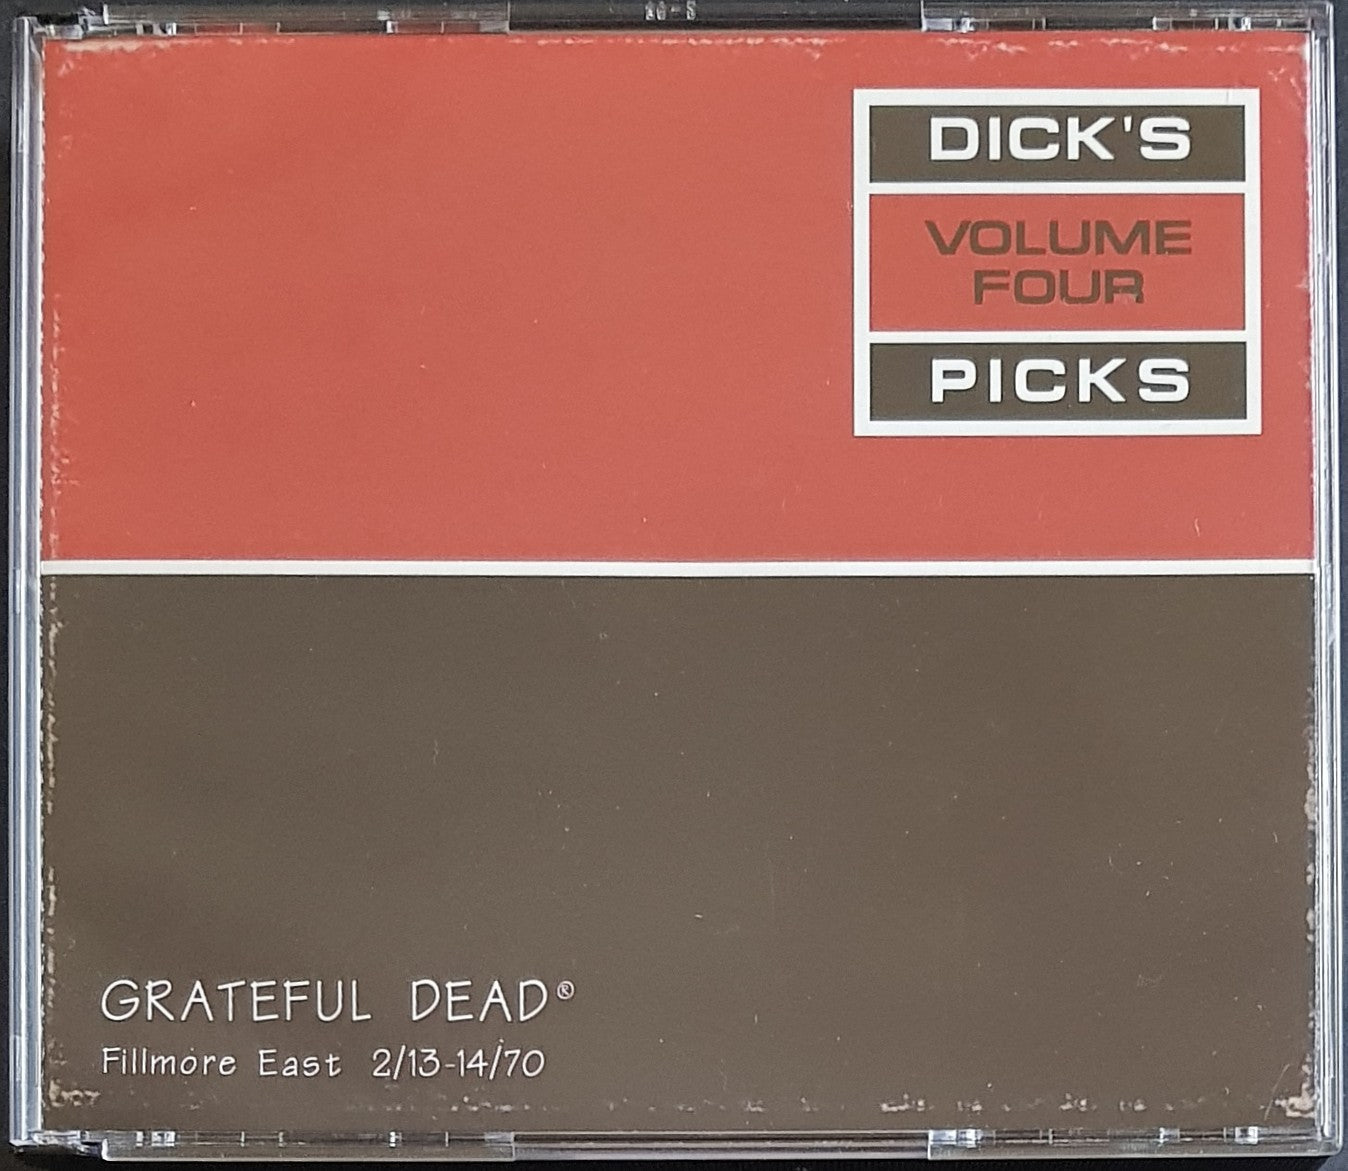 DICK'S
VOLUME
FOUR
PICKS
GRATEFUL DEAD®
Fillmore East 2/13-14/70